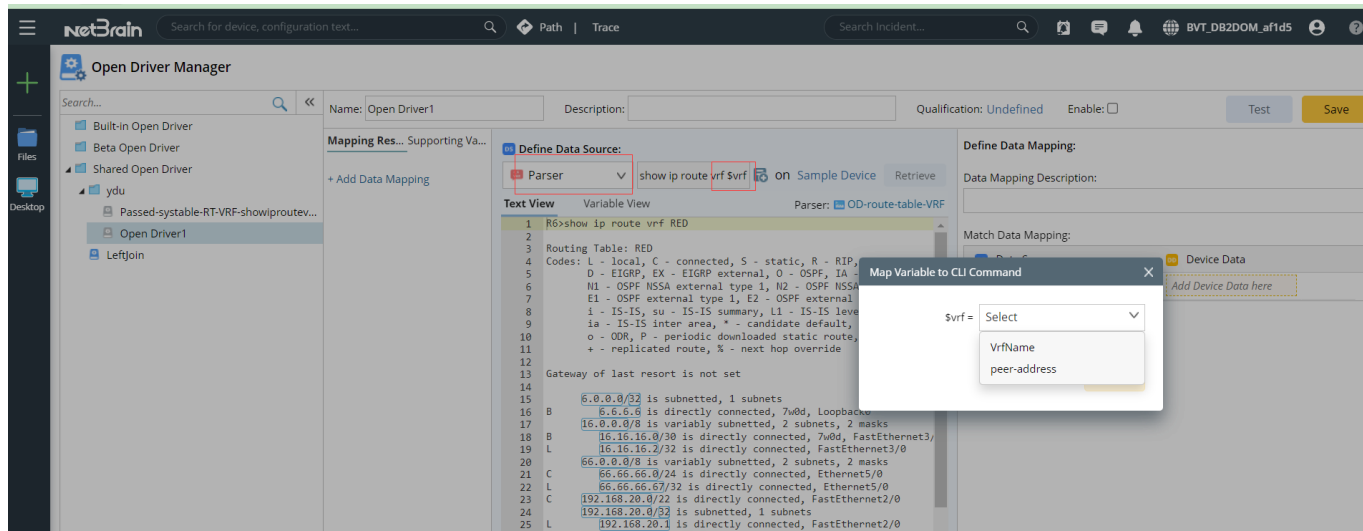 NetBrain
Search for device, configuration text...
Path | Trace
Search Incident...
BVT_DB2DOM_af1d5
Open Driver Manager
Search...
Built-in Open Driver
Beta Open Driver
Shared Open Driver
ydu
Passed-systable-RT-VRF-showiproutev...
Open Driver1
LeftJoin
Files
Desktop
Name: Open Driver1
Description:
Qualification: Undefined
Enable:
Test
Save
Mapping Res... Supporting Va...
+ Add Data Mapping
DS Define Data Source:
Parser
show ip route vrf $vrf
on Sample Device
Retrieve
Text View
Variable View
Parser: OD-route-table-VRF
1 R6>show ip route vrf RED
2
3 Routing Table: RED
4 Codes: L - local, C - connected, S - static, R - RIP,
5 D - EIGRP, EX - EIGRP external, O - OSPF, IA -
6 N1 - OSPF NSSA external type 1, N2 - OSPF NSSA
7 E1 - OSPF external type 1, E2 - OSPF external
8 i - IS-IS, su - IS-IS summary, L1 - IS-IS leve
9 ia - IS-IS inter area, * - candidate default,
10 o - ODR, P - periodic downloaded static route,
11 + - replicated route, % - next hop override
12
13 Gateway of last resort is not set
14
15 6.0.0.0/32 is subnetted, 1 subnets
16 B 6.6.6.6 is directly connected, 7w0d, Loopback0
17 16.0.0.0/8 is variably subnetted, 2 subnets, 2 masks
18 B 16.16.16.0/30 is directly connected, 7w0d, FastEthernet3/
19 L 16.16.16.2/32 is directly connected, FastEthernet3/0
20 66.0.0.0/8 is variably subnetted, 2 subnets, 2 masks
21 C 66.66.66.0/24 is directly connected, Ethernet5/0
22 L 66.66.66.67/32 is directly connected, Ethernet5/0
23 C 192.168.20.0/22 is directly connected, FastEthernet2/0
24 192.168.20.0/32 is subnetted, 1 subnets
25 L 192.168.20.1 is directly connected, FastEthernet2/0
Define Data Mapping:
Data Mapping Description:
Match Data Mapping:
Device Data
Add Device Data here
Map Variable to CLI Command
$vrf = Select
VrfName
peer-address